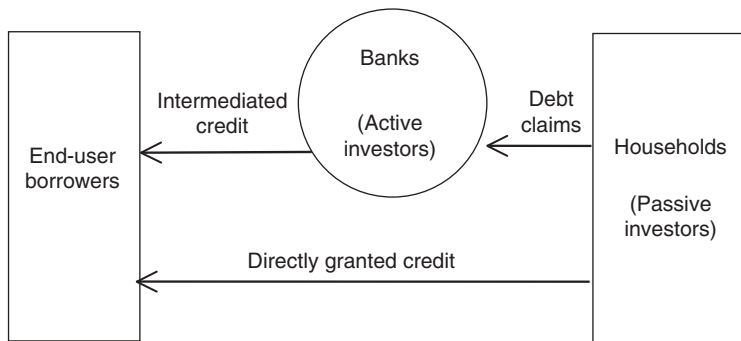 Banks
(Active
investors)
Intermediated
credit
Debt
claims
End-user
borrowers
Households
(Passive
investors)
Directly granted credit